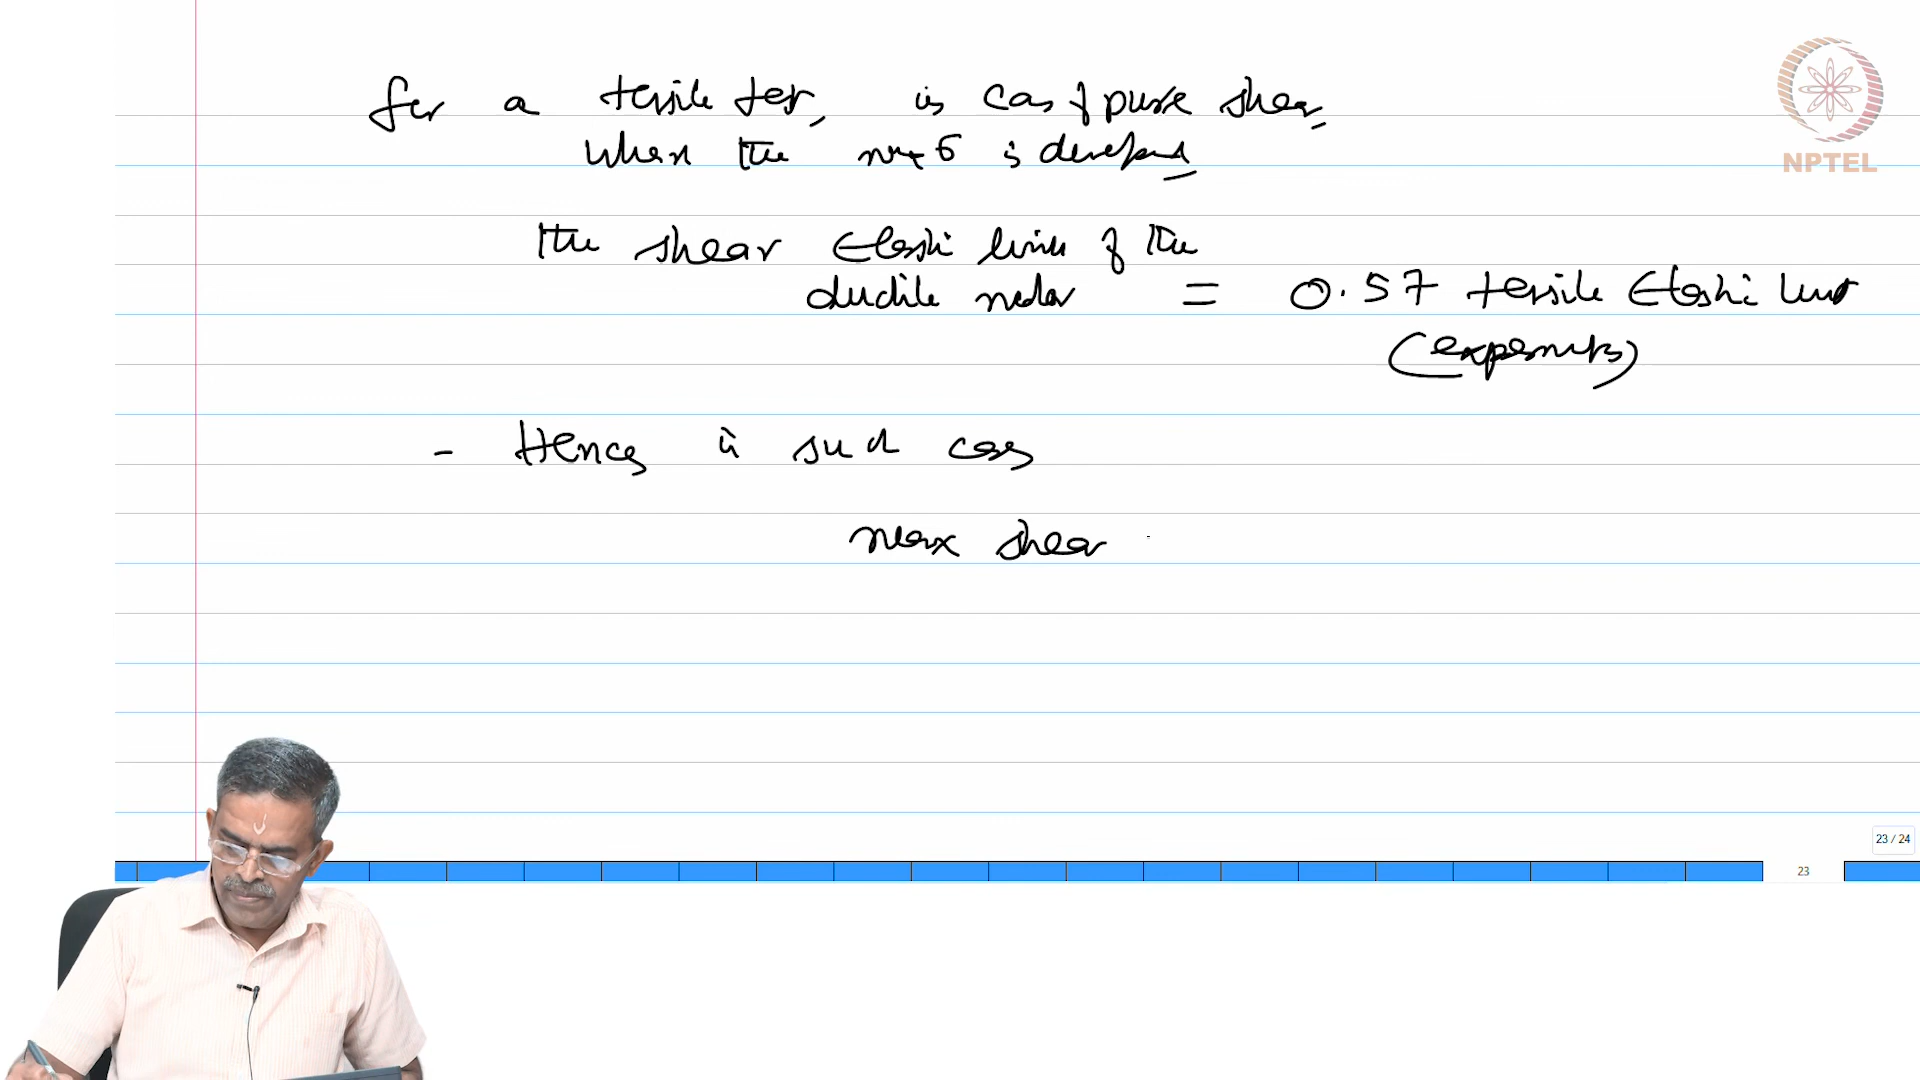 for a tensile test, in case of pure shear,
when the max σ is developed
the shear elastic limit of the
ductile metal = 0.57 tensile elastic limit
(experiments)
- Hence in such cases
max shear
NPTEL
23 / 24
23